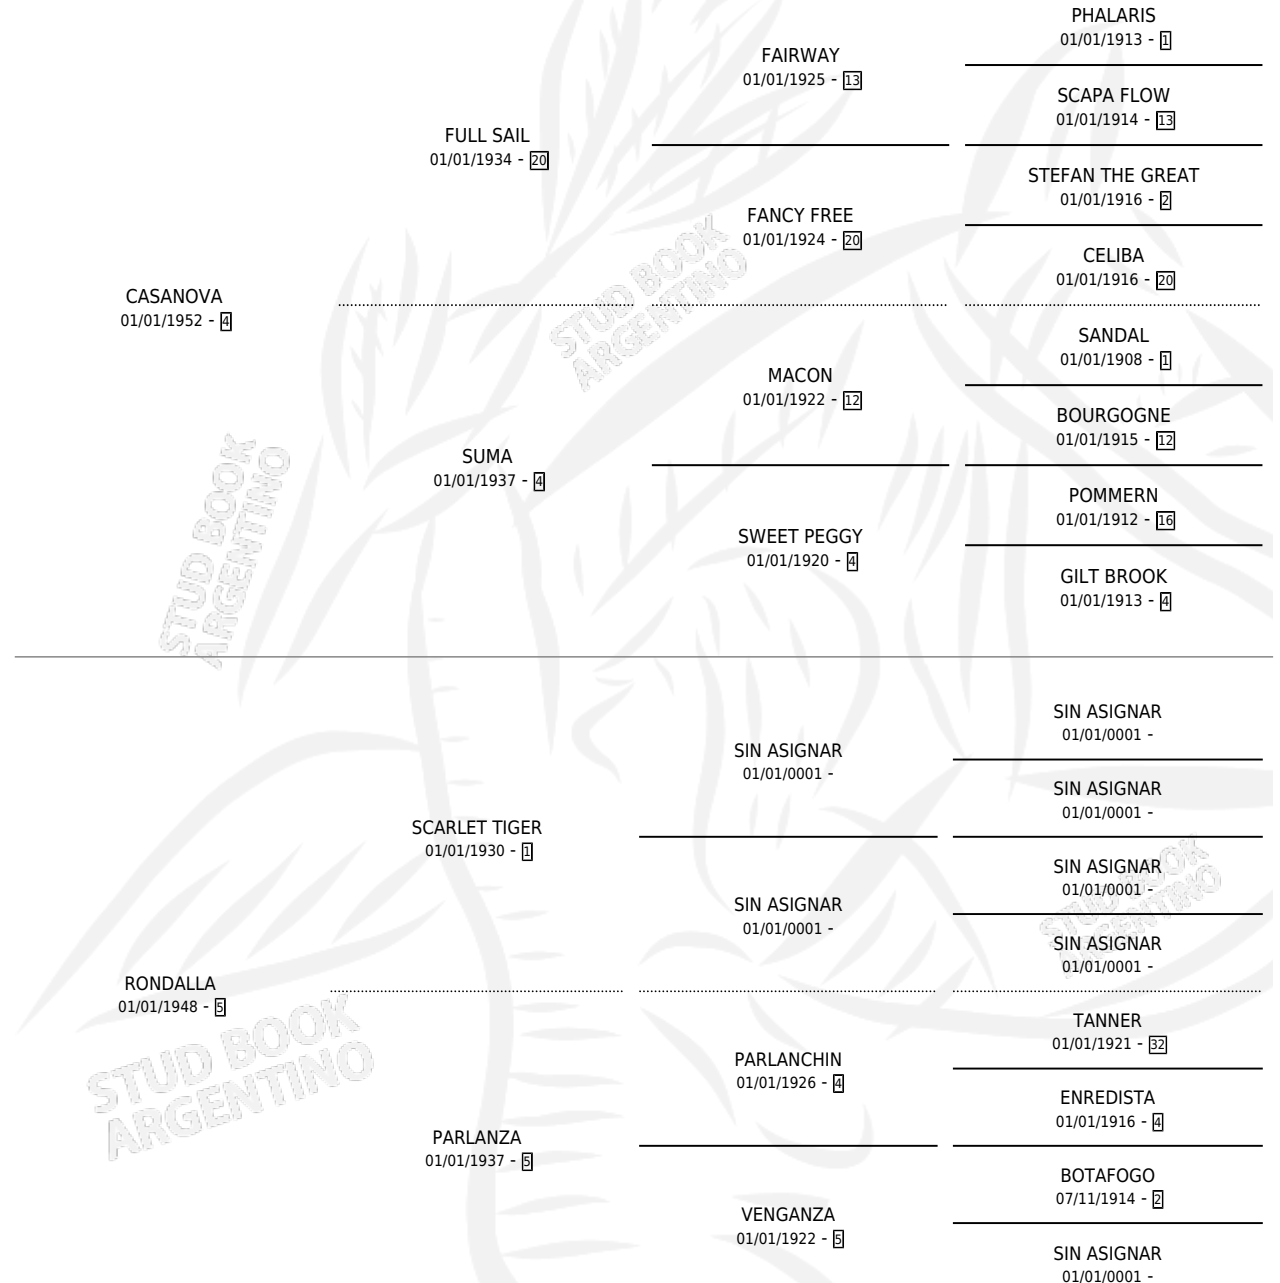 PHALARIS
01/01/1913 - 1
FAIRWAY
01/01/1925 - 13
SCAPA FLOW
01/01/1914 - 13
FULL SAIL
01/01/1934 - 20
STEFAN THE GREAT
01/01/1916 - 2
FANCY FREE
01/01/1924 - 20
CELIBA
01/01/1916 - 20
CASANOVA
01/01/1952 - 4
STUD BOOK
ARGENTINO
SANDAL
01/01/1908 - 1
MACON
01/01/1922 - 12
BOURGOGNE
01/01/1915 - 12
SUMA
01/01/1937 - 4
POMMERN
01/01/1912 - 16
SWEET PEGGY
01/01/1920 - 4
GILT BROOK
01/01/1913 - 4
STUD BOOK
ARGENTINO
SIN ASIGNAR
01/01/0001 -
SIN ASIGNAR
01/01/0001 -
SIN ASIGNAR
01/01/0001 -
SCARLET TIGER
01/01/1930 - 1
SIN ASIGNAR
01/01/0001 -
SIN ASIGNAR
01/01/0001 -
SIN ASIGNAR
01/01/0001 -
STUD BOOK
ARGENTINO
RONDALLA
01/01/1948 - 5
TANNER
01/01/1921 - 32
PARLANCHIN
01/01/1926 - 4
ENREDISTA
01/01/1916 - 4
STUD BOOK
ARGENTINO
PARLANZA
01/01/1937 - 5
BOTAFOGO
07/11/1914 - 2
VENGANZA
01/01/1922 - 5
SIN ASIGNAR
01/01/0001 -